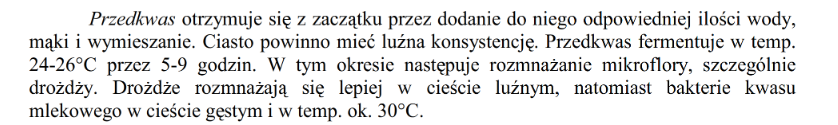 Przedkwas otrzymuje się z zaczątku przez dodanie do niego odpowiedniej ilości wody,
mąki i wymieszanie. Ciasto powinno mieć luźna konsystencję. Przedkwas fermentuje w temp.
24-26°C przez 5-9 godzin. W tym okresie następuje rozmnażanie mikroflory, szczególnie
drożdży. Drożdże rozmnażają się lepiej w cieście luźnym, natomiast bakterie kwasu
mlekowego w cieście gęstym i w temp. ok. 30°C.